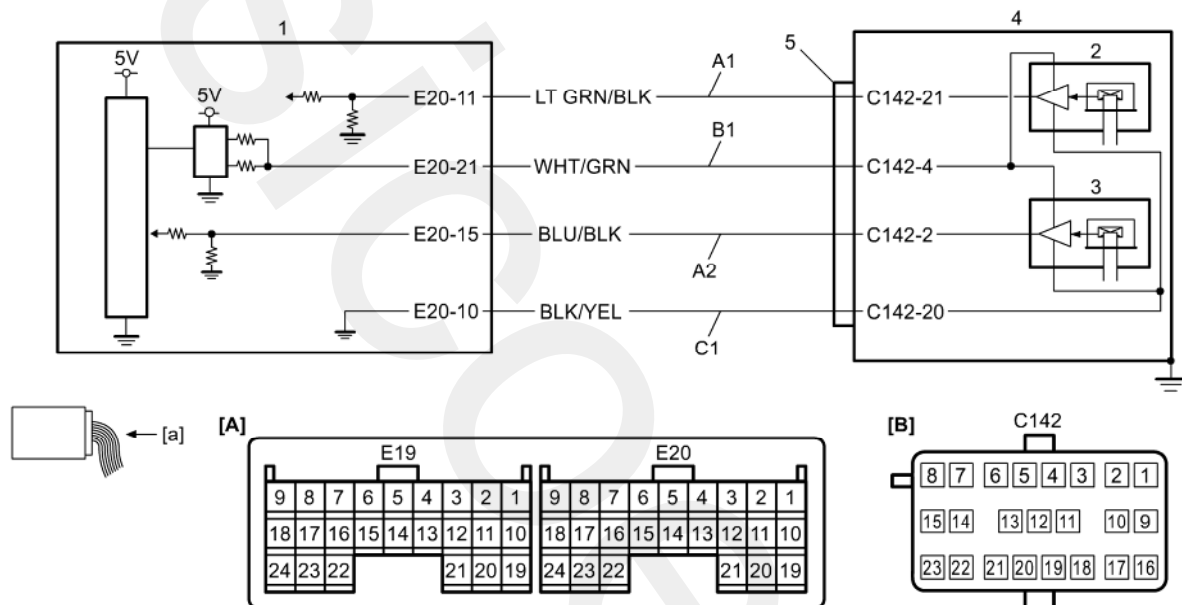 1
4
5V
5
2
A1
5V
E20-11 LT GRN/BLK C142-21
B1
E20-21 WHT/GRN C142-4
3
E20-15 BLU/BLK C142-2
A2
E20-10 BLK/YEL C142-20
C1
[a]
[A]
E19 E20
[B]
C142
9 8 7 6 5 4 3 2 1 9 8 7 6 5 4 3 2 1
18 17 16 15 14 13 12 11 10 18 17 16 15 14 13 12 11 10
24 23 22 21 20 19 24 23 22 21 20 19
8 7 6 5 4 3 2 1
15 14 13 12 11 10 9
23 22 21 20 19 18 17 16